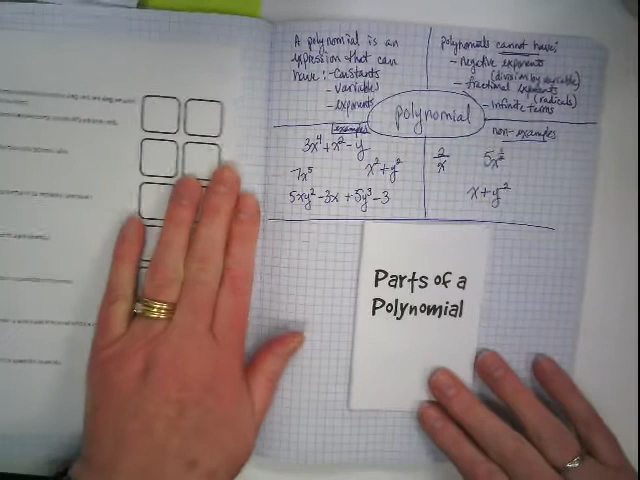 A polynomial is an
expression that can
have: - constants
- variables
- exponents
polynomials cannot have:
- negative exponents
(division by variable)
- fractional exponents
(radicals)
- infinite terms
polynomial
examples
3x⁴ + x² - y
7x⁵
x² + y²
5xy² - 3x + 5y³ - 3
non-examples
2/x
5x^½
x + y⁻²
Parts of a
Polynomial